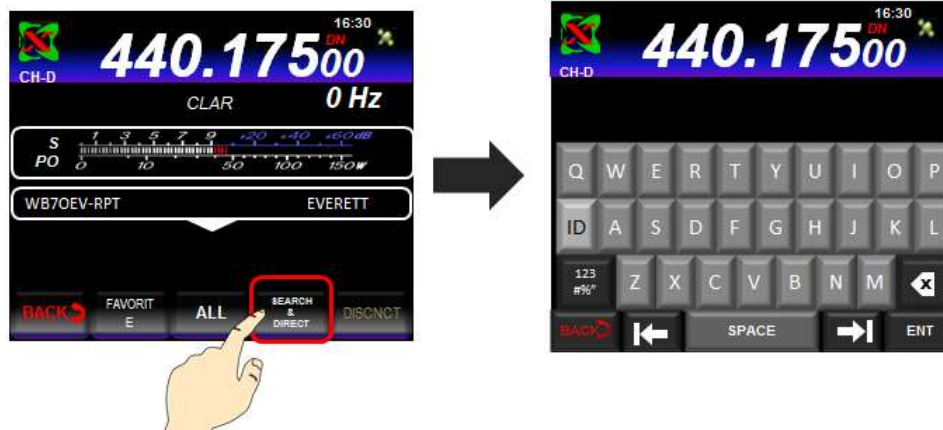 16:30
DN
CH-D
440.17500
CLAR
0 Hz
S 1 3 5 7 9 +20 +40 +60dB
PO 0 10 50 100 150W
WB7OEV-RPT EVERETT
BACK
FAVORIT
E
ALL
SEARCH
&
DIRECT
DISCNCT
16:30
DN
CH-D
440.17500
Q W E R T Y U I O P
ID A S D F G H J K L
123
#%"
Z X C V B N M
X
BACK
SPACE
ENT